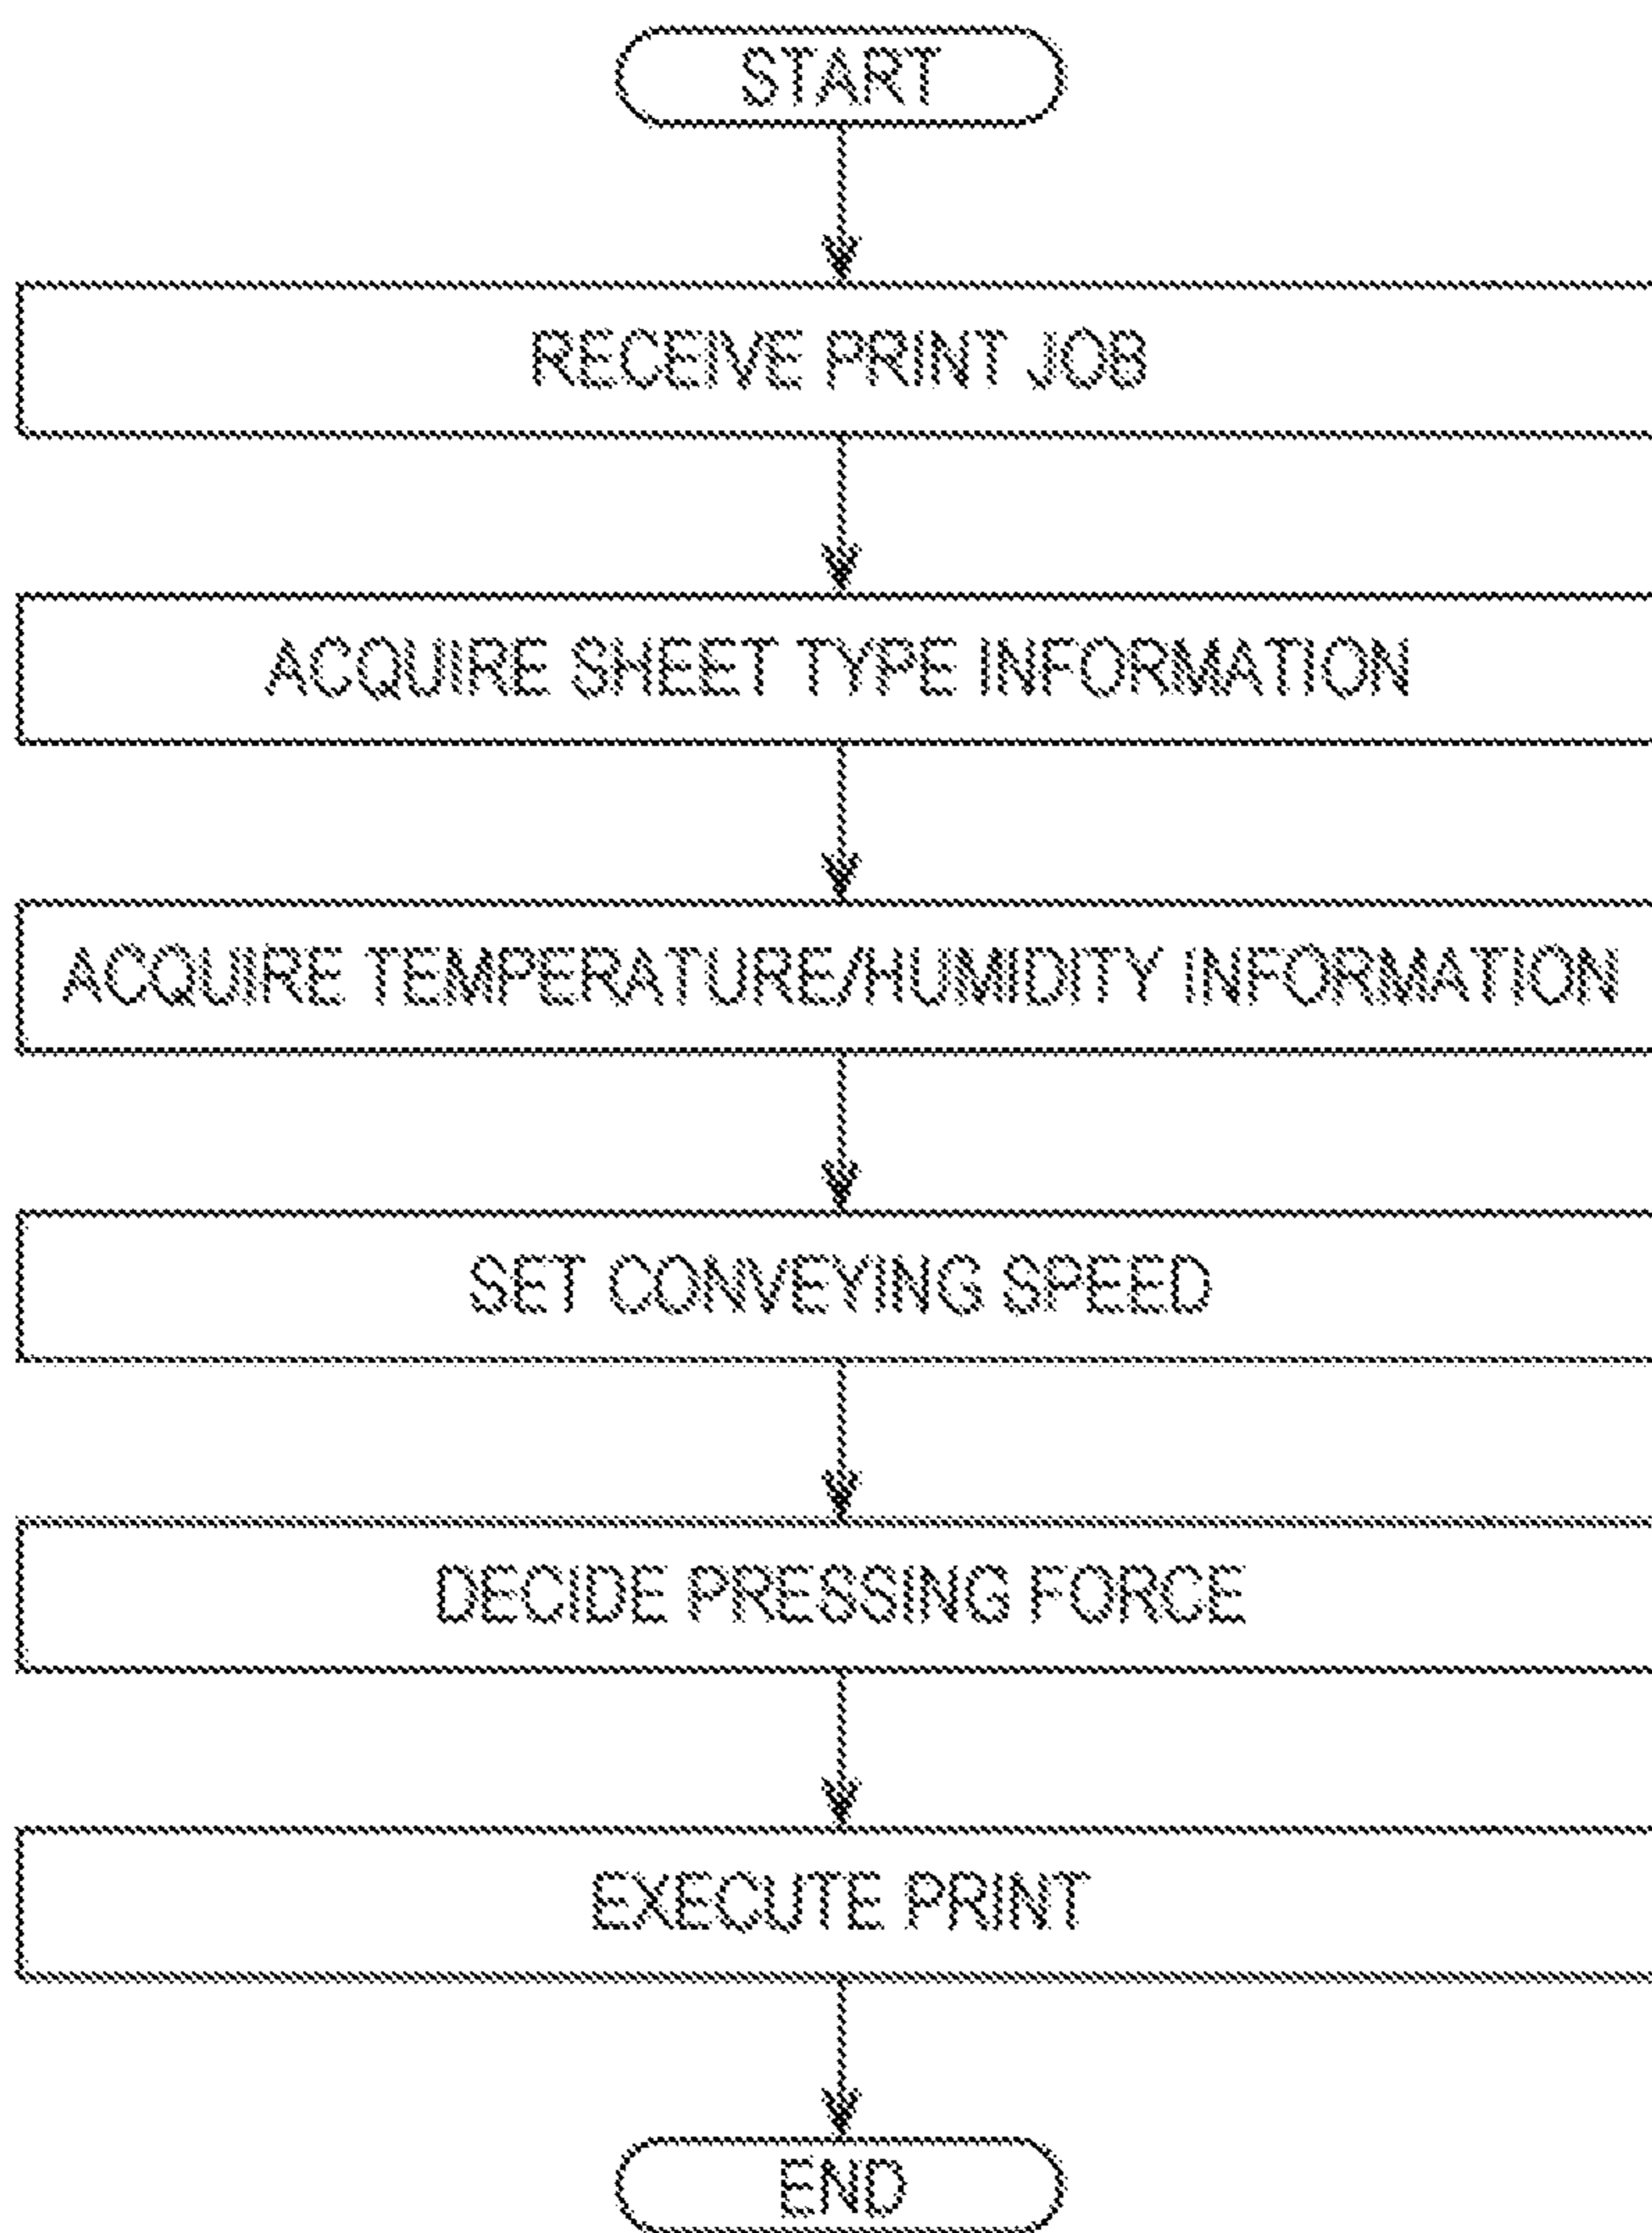 START
RECEIVE PRINT JOB
ACQUIRE SHEET TYPE INFORMATION
ACQUIRE TEMPERATURE/HUMIDITY INFORMATION
SET CONVEYING SPEED
DECIDE PRESSING FORCE
EXECUTE PRINT
END